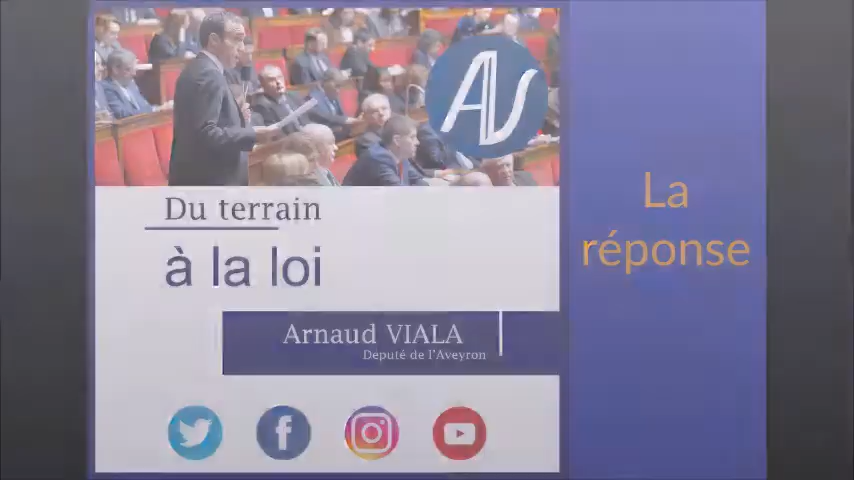 AV
Du terrain
à la loi
Arnaud VIALA
Député de l'Aveyron
La
réponse